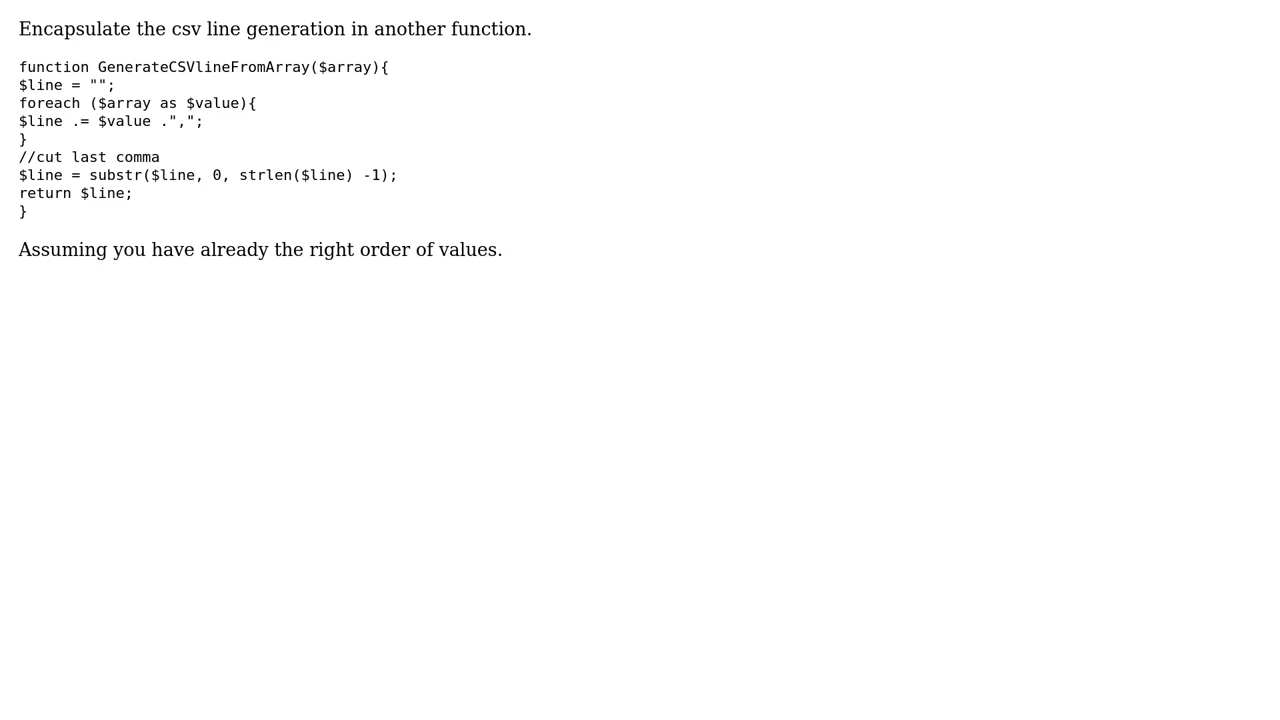 Encapsulate the csv line generation in another function.
function GenerateCSVlineFromArray($array){
$line = "";
foreach ($array as $value){
$line .= $value .",";
}
//cut last comma
$line = substr($line, 0, strlen($line) -1);
return $line;
}
Assuming you have already the right order of values.